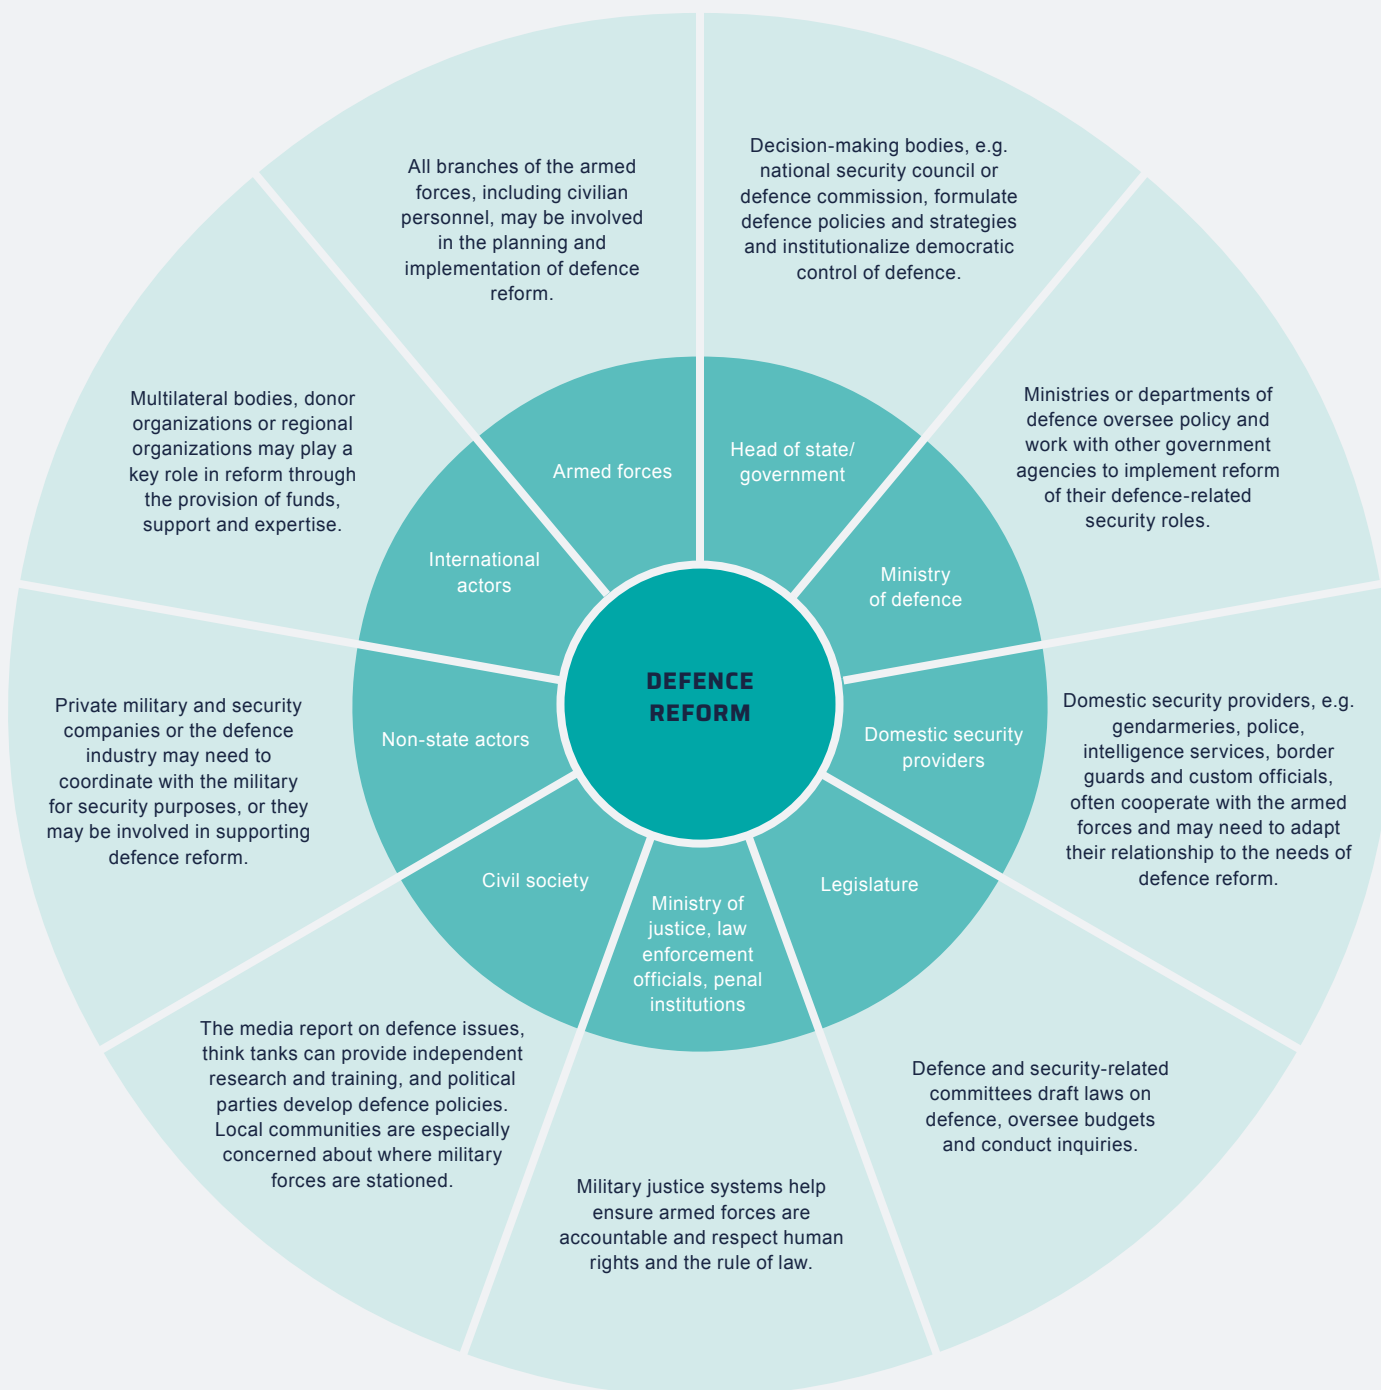 DEFENCE
REFORM
Head of state/
government
Decision-making bodies, e.g.
national security council or
defence commission, formulate
defence policies and strategies
and institutionalize democratic
control of defence.
Ministry
of defence
Ministries or departments of
defence oversee policy and
work with other government
agencies to implement reform
of their defence-related
security roles.
Domestic security
providers
Domestic security providers, e.g.
gendarmeries, police,
intelligence services, border
guards and custom officials,
often cooperate with the armed
forces and may need to adapt
their relationship to the needs of
defence reform.
Legislature
Defence and security-related
committees draft laws on
defence, oversee budgets
and conduct inquiries.
Ministry of
justice, law
enforcement
officials, penal
institutions
Military justice systems help
ensure armed forces are
accountable and respect human
rights and the rule of law.
Civil society
The media report on defence issues,
think tanks can provide independent
research and training, and political
parties develop defence policies.
Local communities are especially
concerned about where military
forces are stationed.
Non-state actors
Private military and security
companies or the defence
industry may need to
coordinate with the military
for security purposes, or they
may be involved in supporting
defence reform.
International
actors
Multilateral bodies, donor
organizations or regional
organizations may play a
key role in reform through
the provision of funds,
support and expertise.
Armed forces
All branches of the armed
forces, including civilian
personnel, may be involved
in the planning and
implementation of defence
reform.